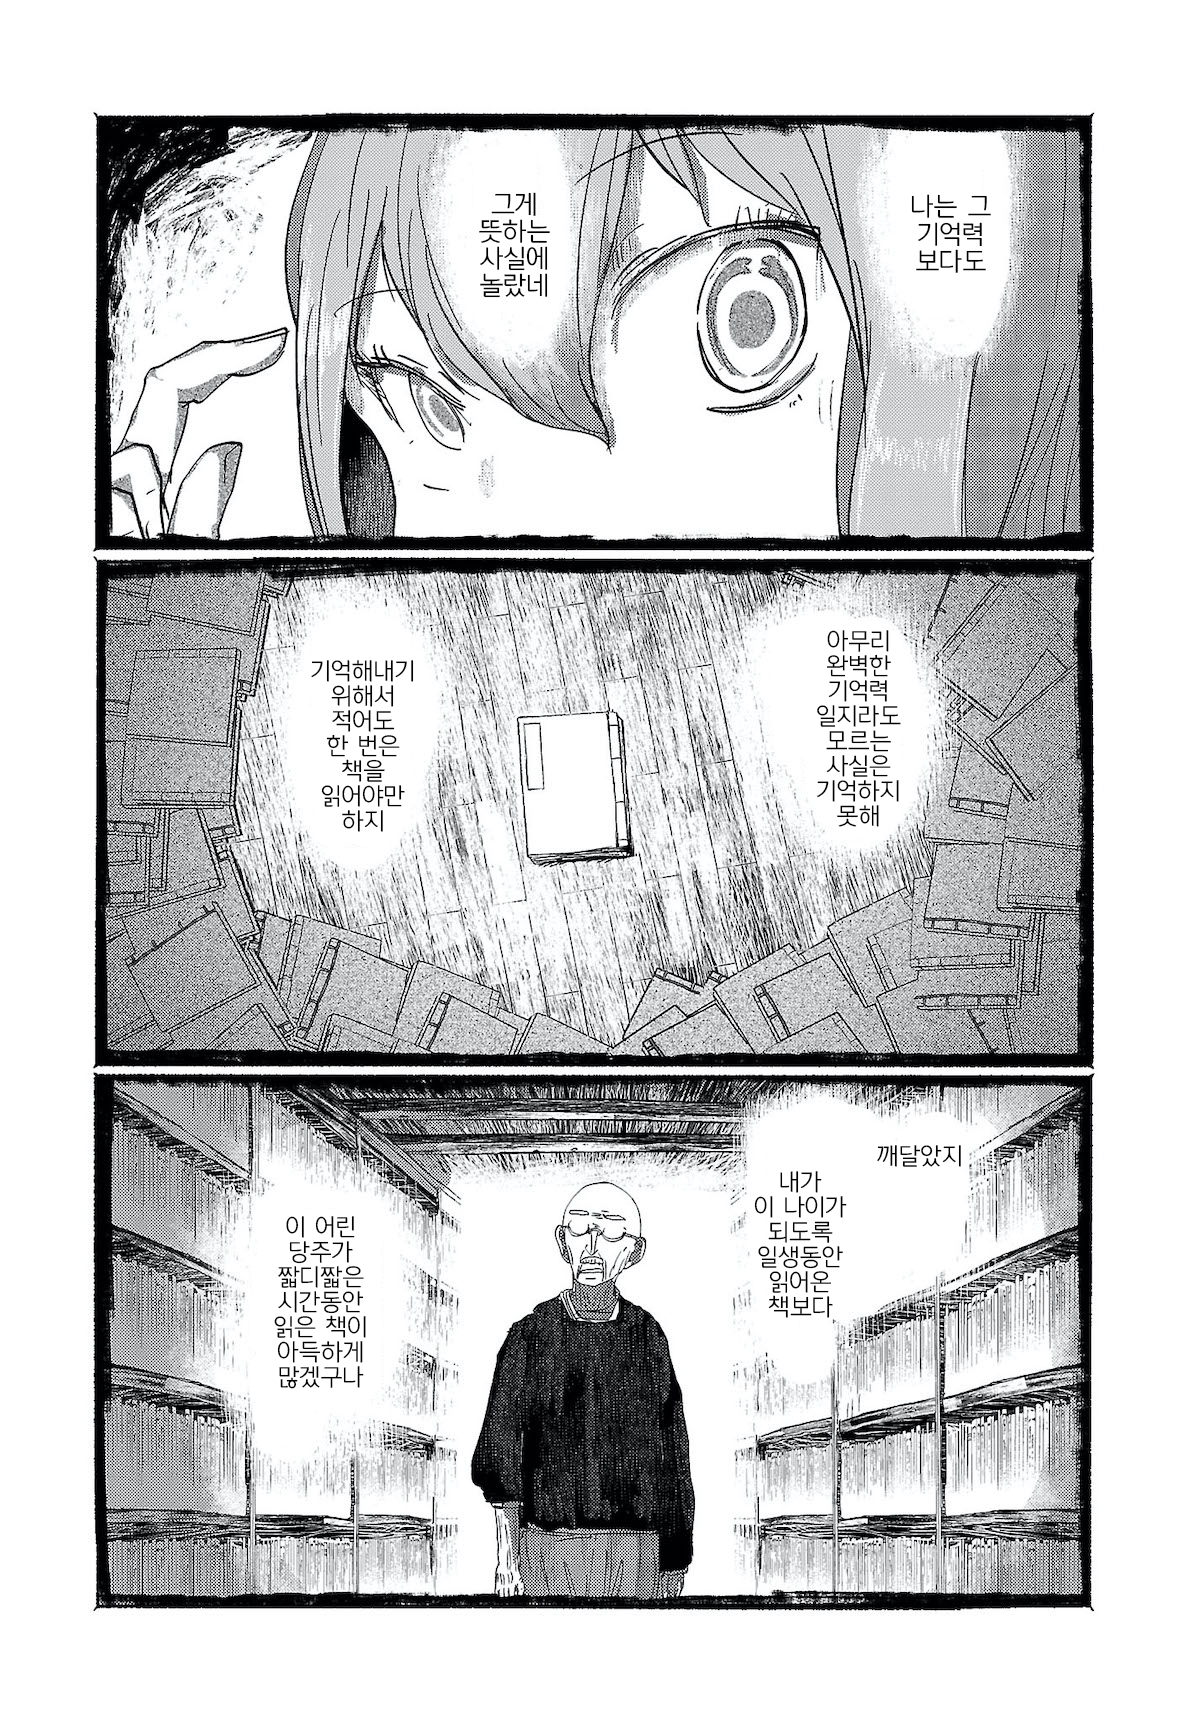 나는 그
기억력
보다도
그게
뜻하는
사실에
놀랐네
아무리
완벽한
기억력
일지라도
모르는
사실은
기억하지
못해
기억해내기
위해서
적어도
한 번은
책을
읽어야만
하지
깨달았지
내가
이 나이가
되도록
일생동안
읽어온
책보다
이 어린
당주가
짧디짧은
시간동안
읽은 책이
아득하게
많겠구나